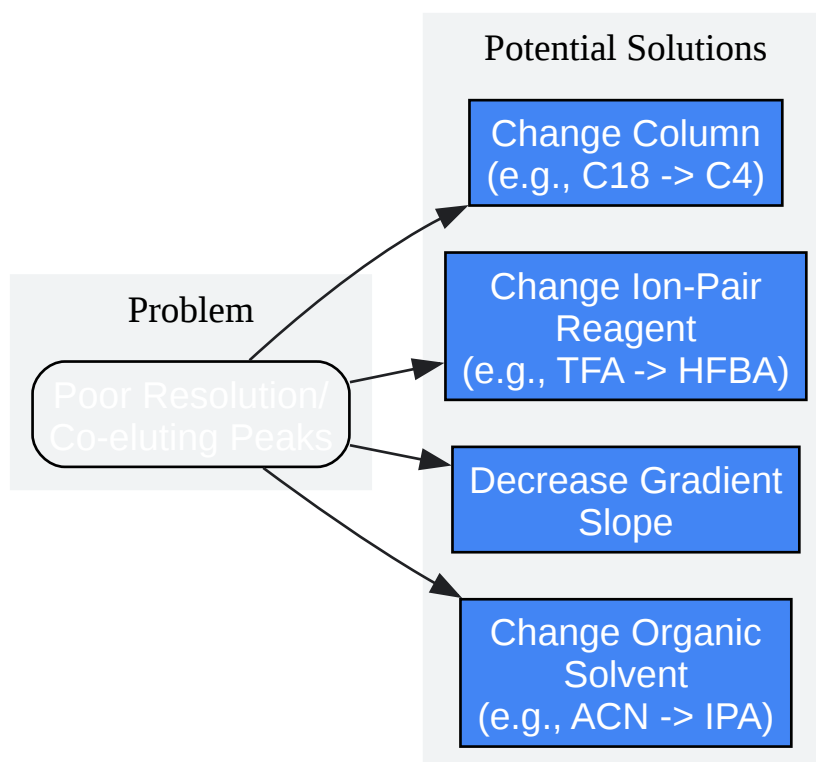 Problem
Poor Resolution/
Co-eluting Peaks
Potential Solutions
Change Column
(e.g., C18 -> C4)
Change Ion-Pair
Reagent
(e.g., TFA -> HFBA)
Decrease Gradient
Slope
Change Organic
Solvent
(e.g., ACN -> IPA)